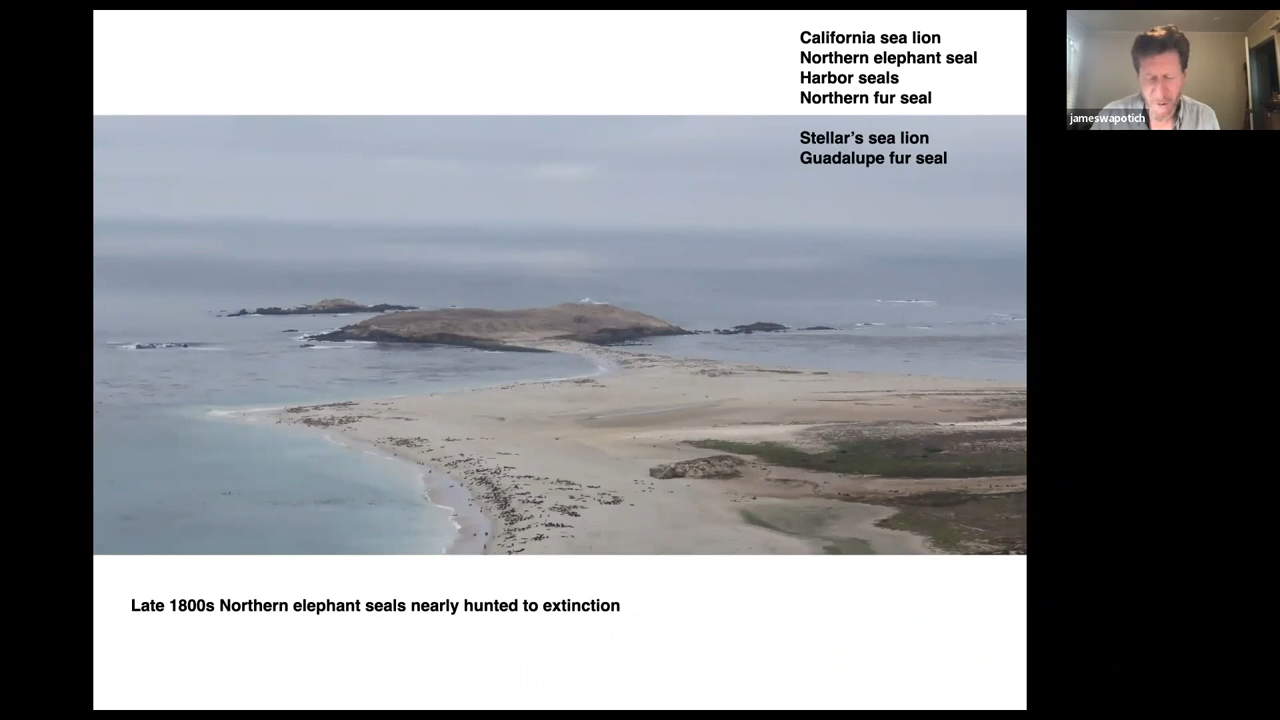 California sea lion
Northern elephant seal
Harbor seals
Northern fur seal
Stellar’s sea lion
Guadalupe fur seal
jameswapotich
Late 1800s Northern elephant seals nearly hunted to extinction